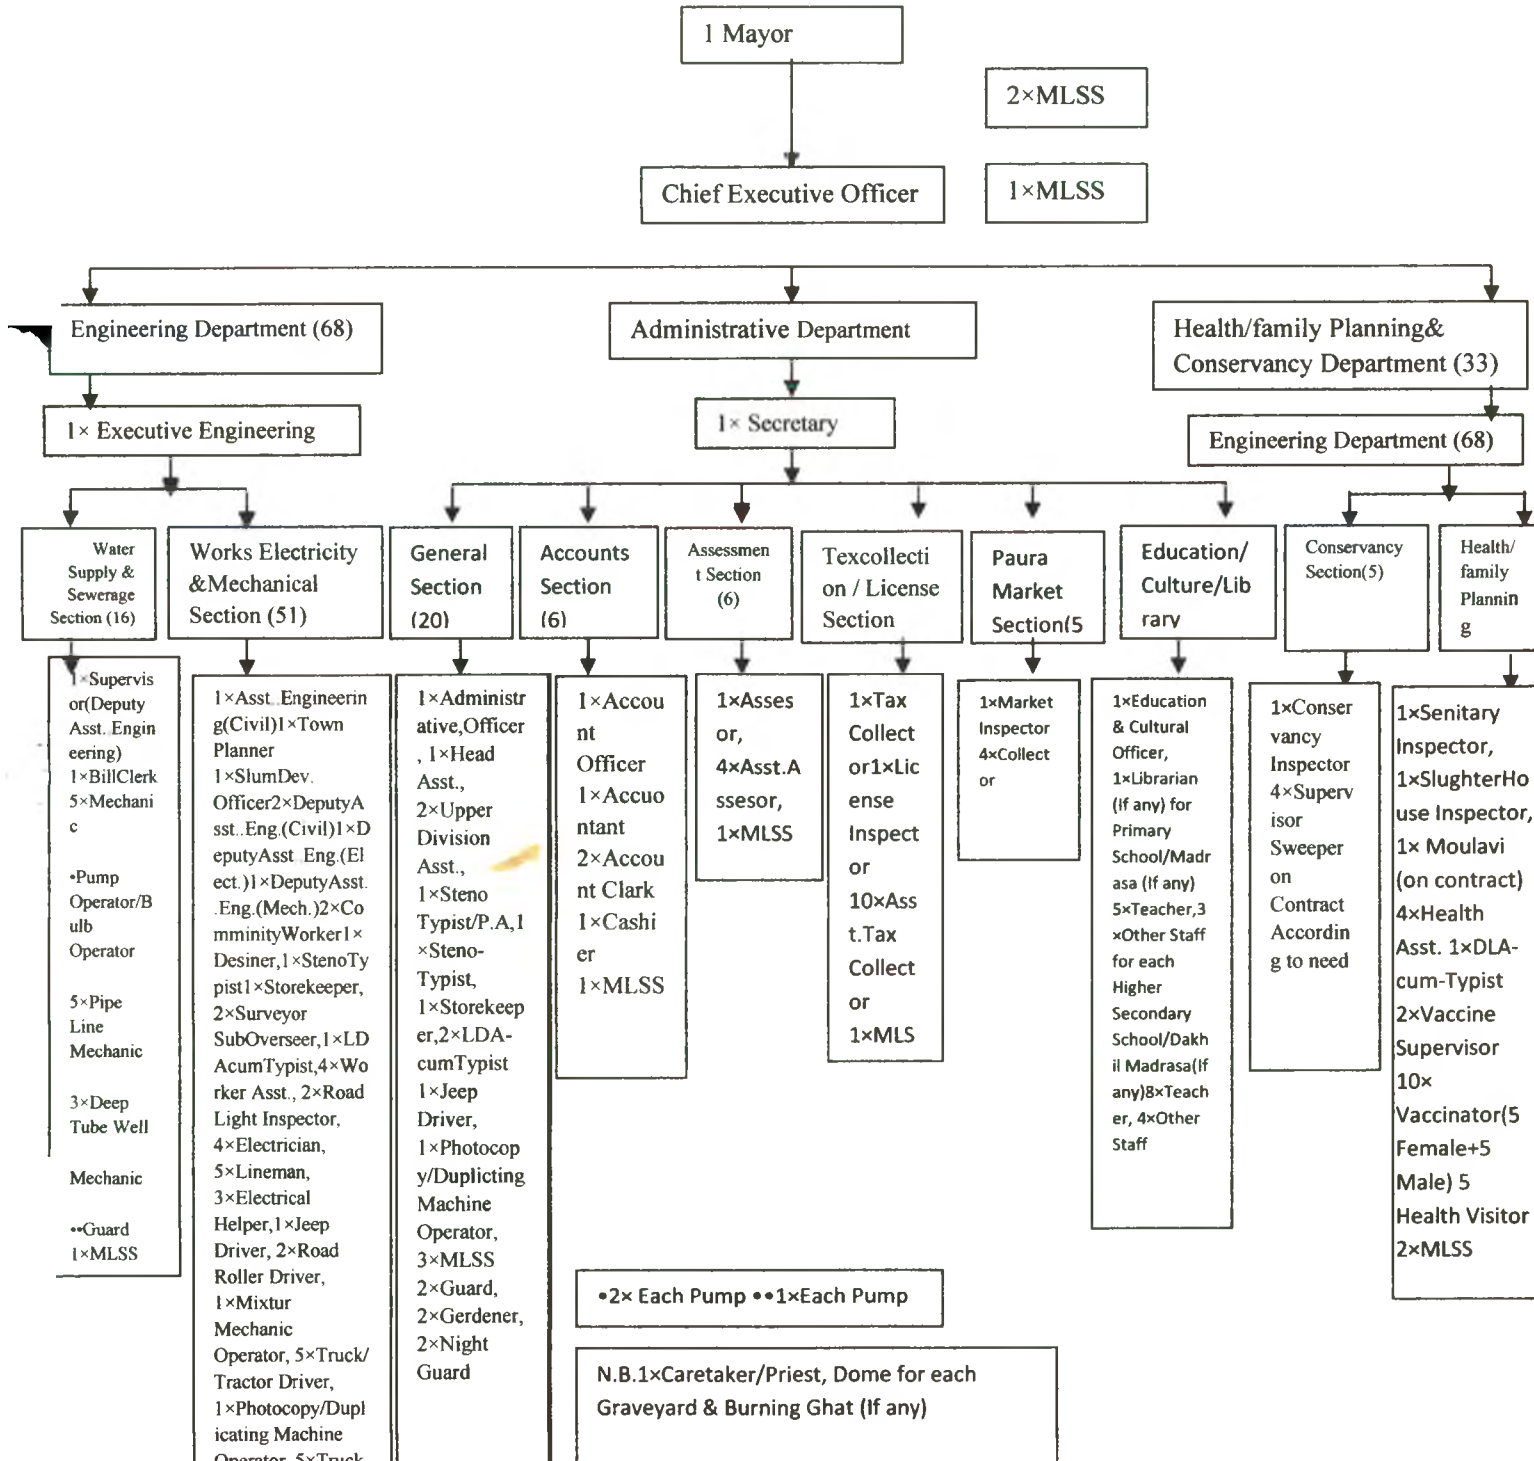 1 Mayor
2×MLSS
Chief Executive Officer
1×MLSS
Engineering Department (68)
Administrative Department
Health/family Planning&
Conservancy Department (33)
1× Executive Engineering
1× Secretary
Engineering Department (68)
Water
Supply &
Sewerage
Section (16)
Works Electricity
&Mechanical
Section (51)
General
Section
(20)
Accounts
Section
(6)
Assessmen
t Section
(6)
Texcollecti
on / License
Section
Paura
Market
Section(5
Education/
Culture/Lib
rary
Conservancy
Section(5)
Health/
family
Plannin
g
1×Supervis
or(Deputy
Asst..Engin
eering)
1×BillClerk
5×Mechani
c
•Pump
Operator/B
ulb
Operator
5×Pipe
Line
Mechanic
3×Deep
Tube Well
Mechanic
••Guard
1×MLSS
1×Asst..Engineerin
g(Civil)1×Town
Planner
1×SlumDev.
Officer2×DeputyA
sst..Eng.(Civil)1×D
eputyAsst..Eng.(El
ect.)1×DeputyAsst.
.Eng.(Mech.)2×Co
mminityWorker1×
Desiner,1×StenoTy
pist1×Storekeeper,
2×Surveyor
SubOverseer,1×LD
AcumTypist,4×Wo
rker Asst., 2×Road
Light Inspector,
4×Electrician,
5×Lineman,
3×Electrical
Helper,1×Jeep
Driver, 2×Road
Roller Driver,
1×Mixtur
Mechanic
Operator, 5×Truck/
Tractor Driver,
1×Photocopy/Dupl
icating Machine
Operator, 5×Truck
1×Administr
ative,Officer
, 1×Head
Asst.,
2×Upper
Division
Asst.,
1×Steno
Typist/P.A,1
×Steno-
Typist,
1×Storekeep
er,2×LDA-
cumTypist
1×Jeep
Driver,
1×Photocop
y/Duplicting
Machine
Operator,
3×MLSS
2×Guard,
2×Gerdener,
2×Night
Guard
1×Accou
nt
Officer
1×Accuo
ntant
2×Accou
nt Clark
1×Cashi
er
1×MLSS
1×Asses
or,
4×Asst.A
ssesor,
1×MLSS
1×Tax
Collect
or1×Lic
ense
Inspect
or
10×Ass
t.Tax
Collect
or
1×MLS
1×Market
Inspector
4×Collect
or
1×Education
& Cultural
Officer,
1×Librarian
(If any) for
Primary
School/Madr
asa (If any)
5×Teacher,3
×Other Staff
for each
Higher
Secondary
School/Dakh
il Madrasa(If
any)8×Teach
er, 4×Other
Staff
1×Conser
vancy
Inspector
4×Superv
isor
Sweeper
on
Contract
Accordin
g to need
1×Senitary
Inspector,
1×SlughterHo
use Inspector,
1× Moulavi
(on contract)
4×Health
Asst. 1×DLA-
cum-Typist
2×Vaccine
Supervisor
10×
Vaccinator(5
Female+5
Male) 5
Health Visitor
2×MLSS
•2× Each Pump ••1×Each Pump
N.B.1×Caretaker/Priest, Dome for each
Graveyard & Burning Ghat (If any)